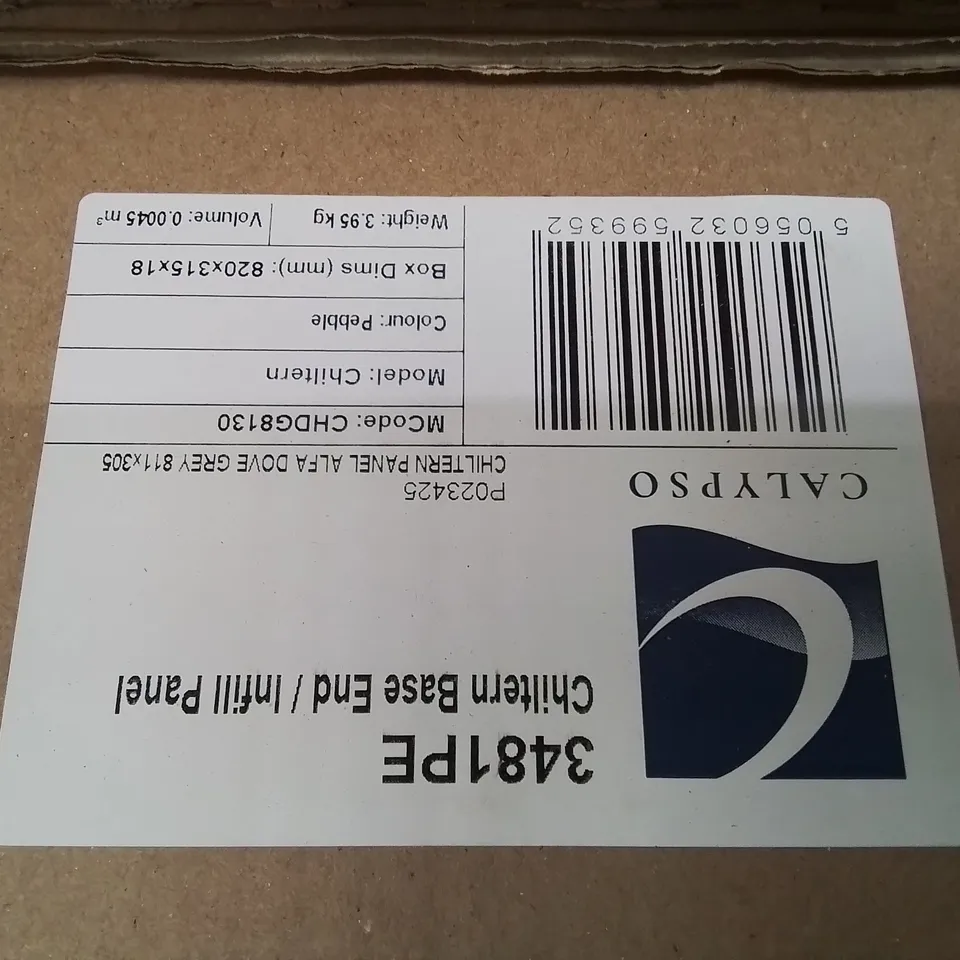 3481PE
Chiltern Base End / Infill Panel
CALYPSO
P023425
CHILTERN PANEL ALFA DOVE GREY 811x305
5 056032 599352
MCode: CHDG8130
Model: Chiltern
Colour: Pebble
Box Dims (mm): 820x315x18
Weight: 3.95 kg
Volume: 0.0045 m³